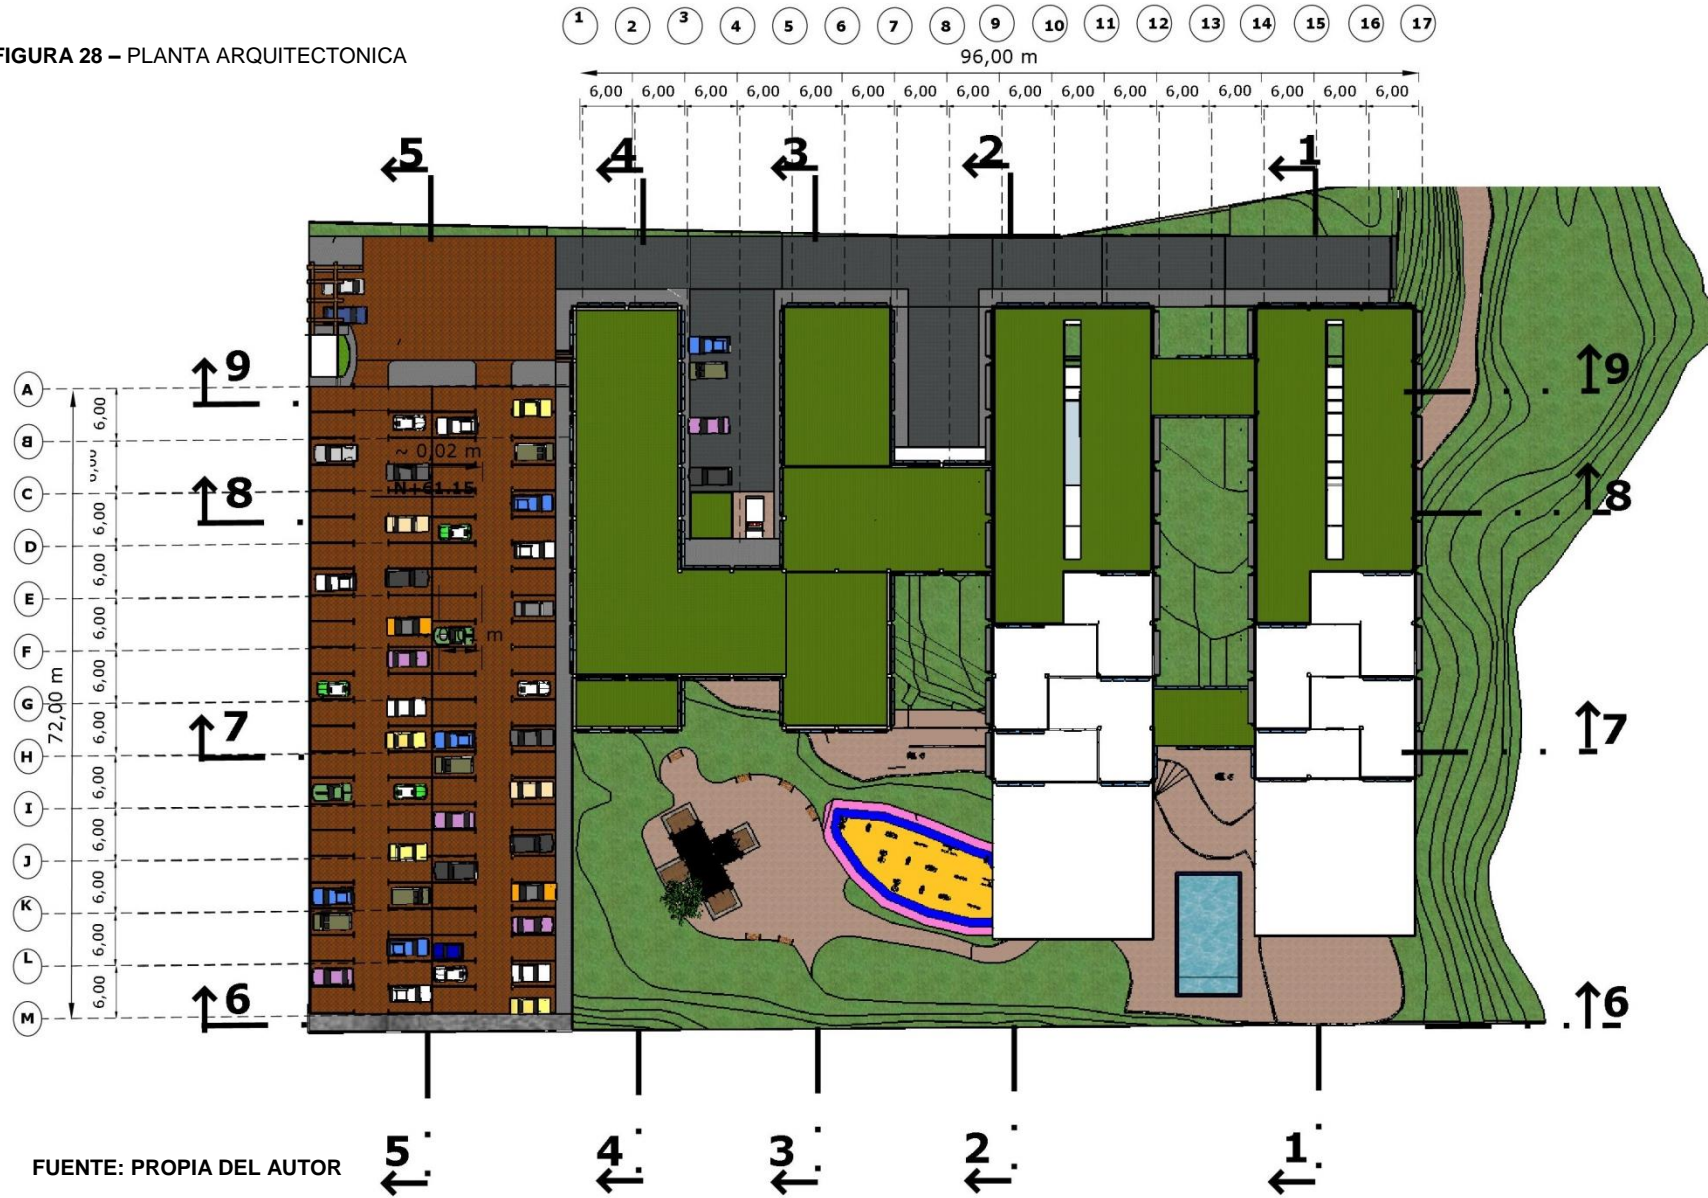 1 2 3 4 5 6 7 8 9 10 11 12 13 14 15 16 17
FIGURA 28 – PLANTA ARQUITECTONICA
96,00 m
6,00 6,00 6,00 6,00 6,00 6,00 6,00 6,00 6,00 6,00 6,00 6,00 6,00 6,00 6,00 6,00
5 4 3 2 1
9 9
A
6,00
B
~ 0,02 m
6,00
N+61.15
8 8
C
6,00
D
6,00
E
6,00
m
F
6,00
72,00 m
G
7 7
6,00
H
6,00
I
6,00
J
6,00
K
6,00
L
6,00
6 6
M
5 4 3 2 1
FUENTE: PROPIA DEL AUTOR